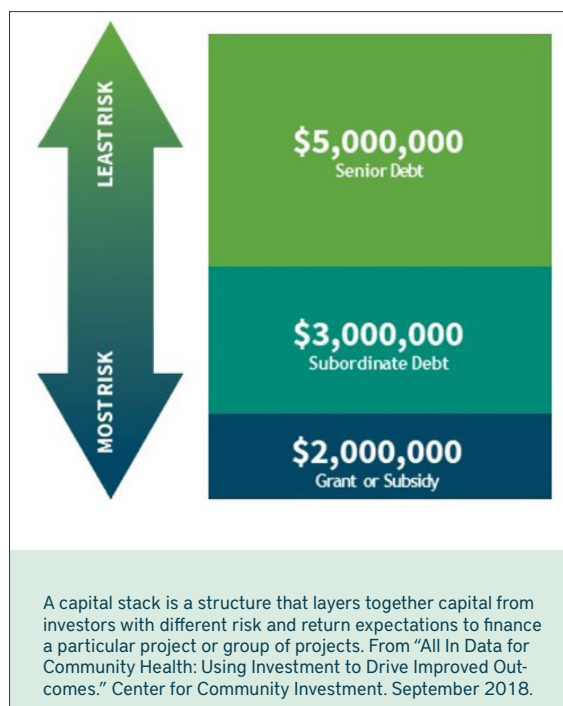 LEAST RISK
MOST RISK
$5,000,000
Senior Debt
$3,000,000
Subordinate Debt
$2,000,000
Grant or Subsidy
A capital stack is a structure that layers together capital from
investors with different risk and return expectations to finance
a particular project or group of projects. From “All In Data for
Community Health: Using Investment to Drive Improved Out-
comes.” Center for Community Investment. September 2018.